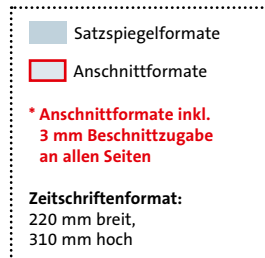 Satzspiegelformate
Anschnittformate
* Anschnittformate inkl.
3 mm Beschnittzugabe
an allen Seiten
Zeitschriftenformat:
220 mm breit,
310 mm hoch